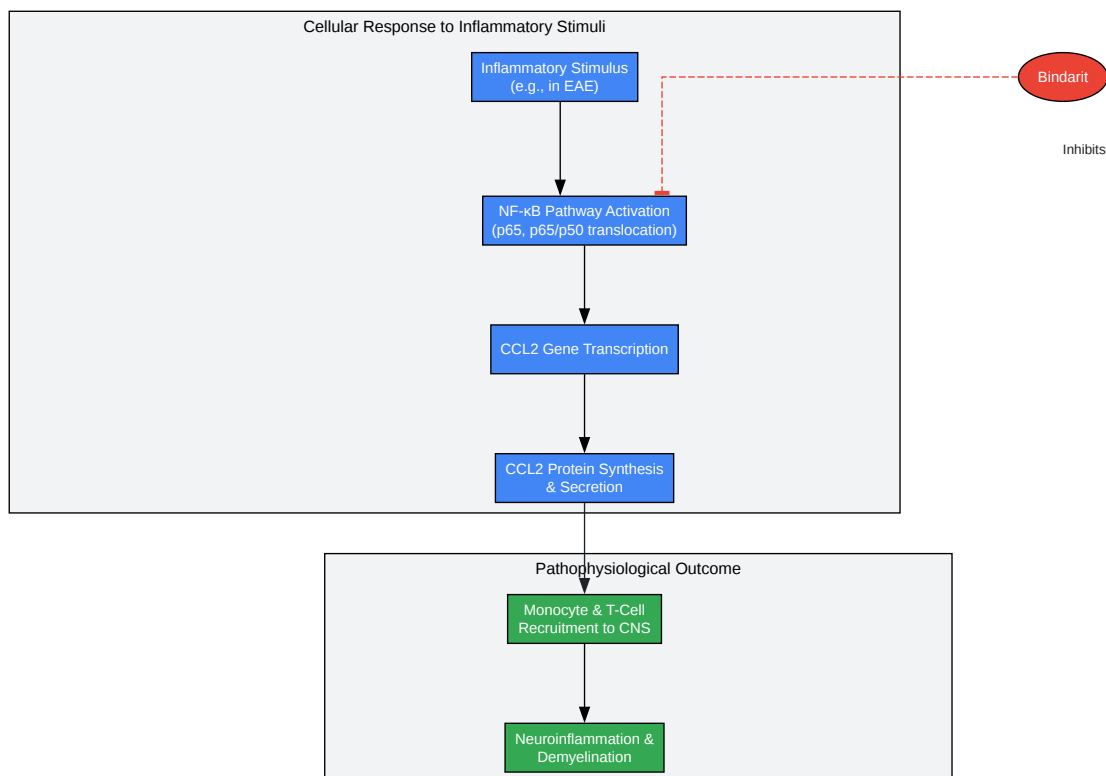 Cellular Response to Inflammatory Stimuli
Inflammatory Stimulus
(e.g., in EAE)
Bindarit
Inhibits
NF-κB Pathway Activation
(p65, p65/p50 translocation)
CCL2 Gene Transcription
CCL2 Protein Synthesis
& Secretion
Pathophysiological Outcome
Monocyte & T-Cell
Recruitment to CNS
Neuroinflammation &
Demyelination